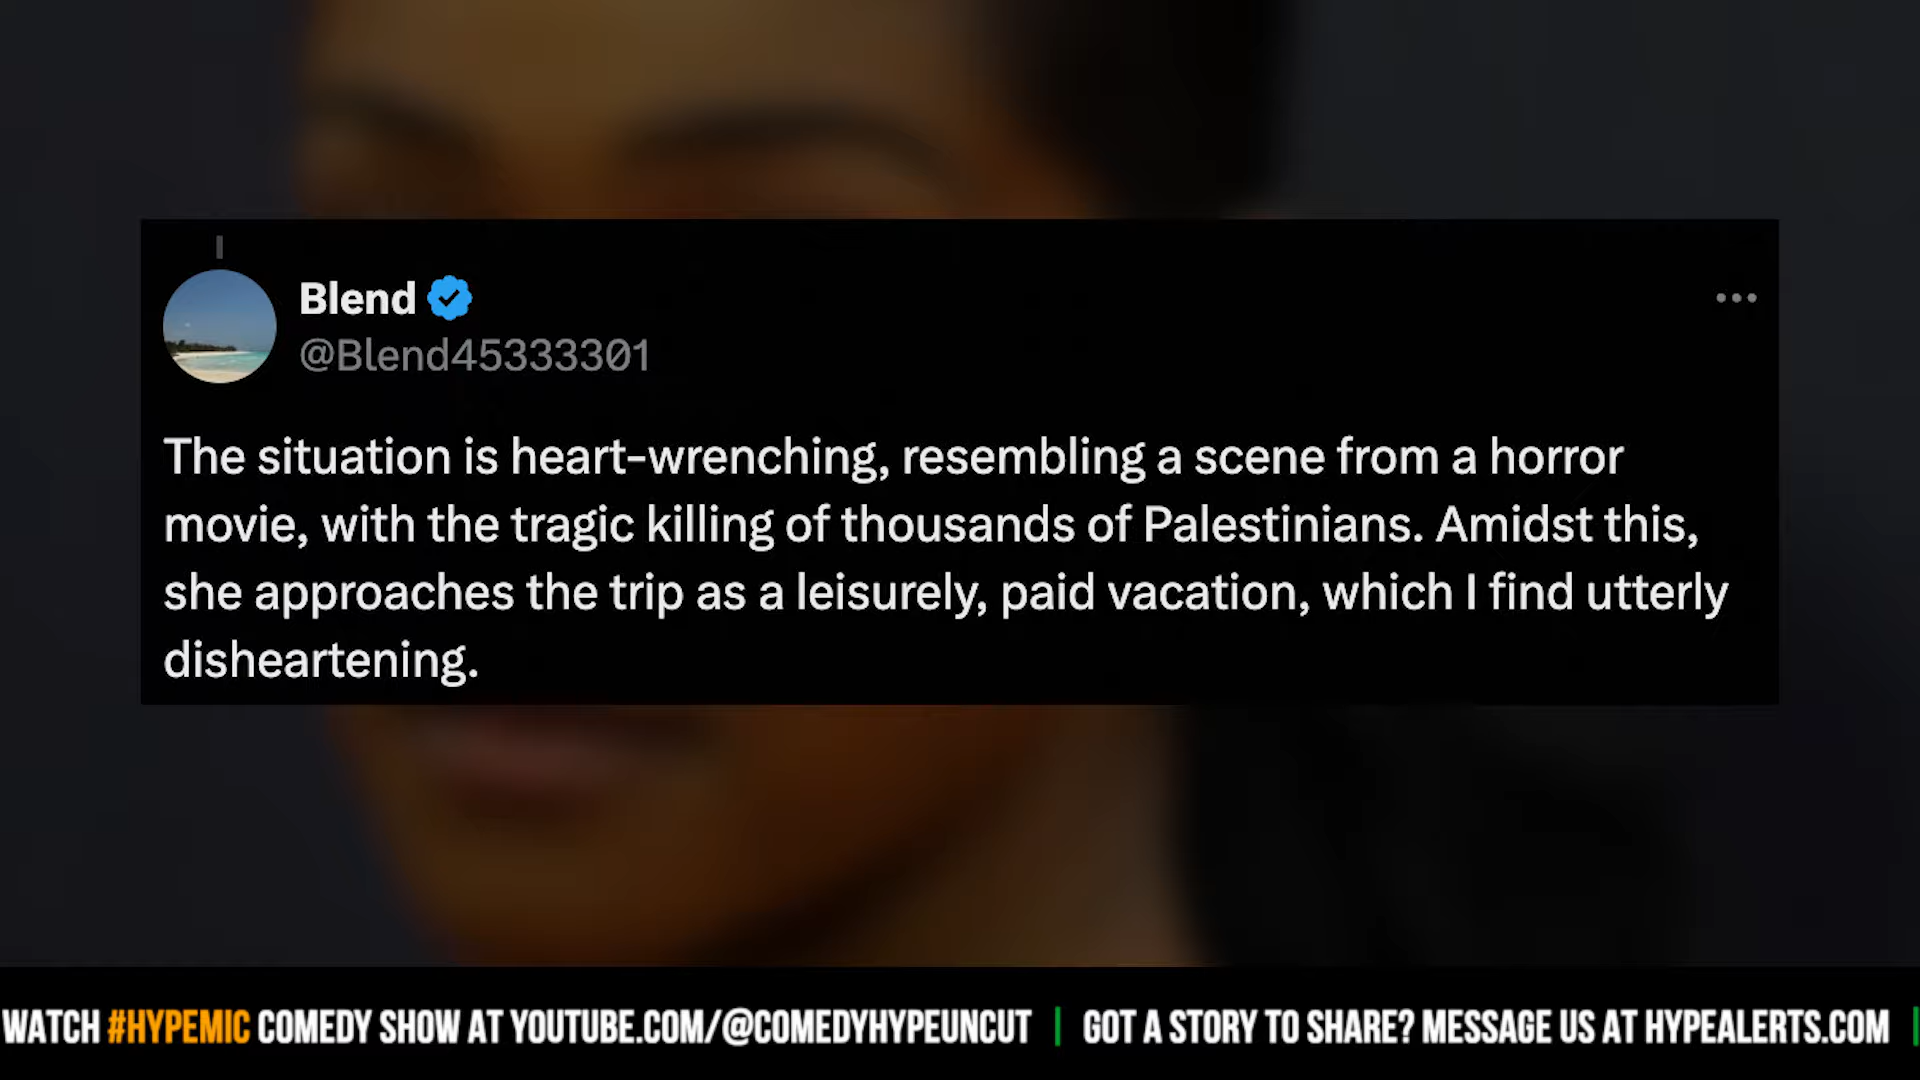 Blend
@Blend45333301
The situation is heart-wrenching, resembling a scene from a horror
movie, with the tragic killing of thousands of Palestinians. Amidst this,
she approaches the trip as a leisurely, paid vacation, which I find utterly
disheartening.
WATCH #HYPEMIC COMEDY SHOW AT YOUTUBE.COM/@COMEDYHYPEUNCUT | GOT A STORY TO SHARE? MESSAGE US AT HYPEALERTS.COM |